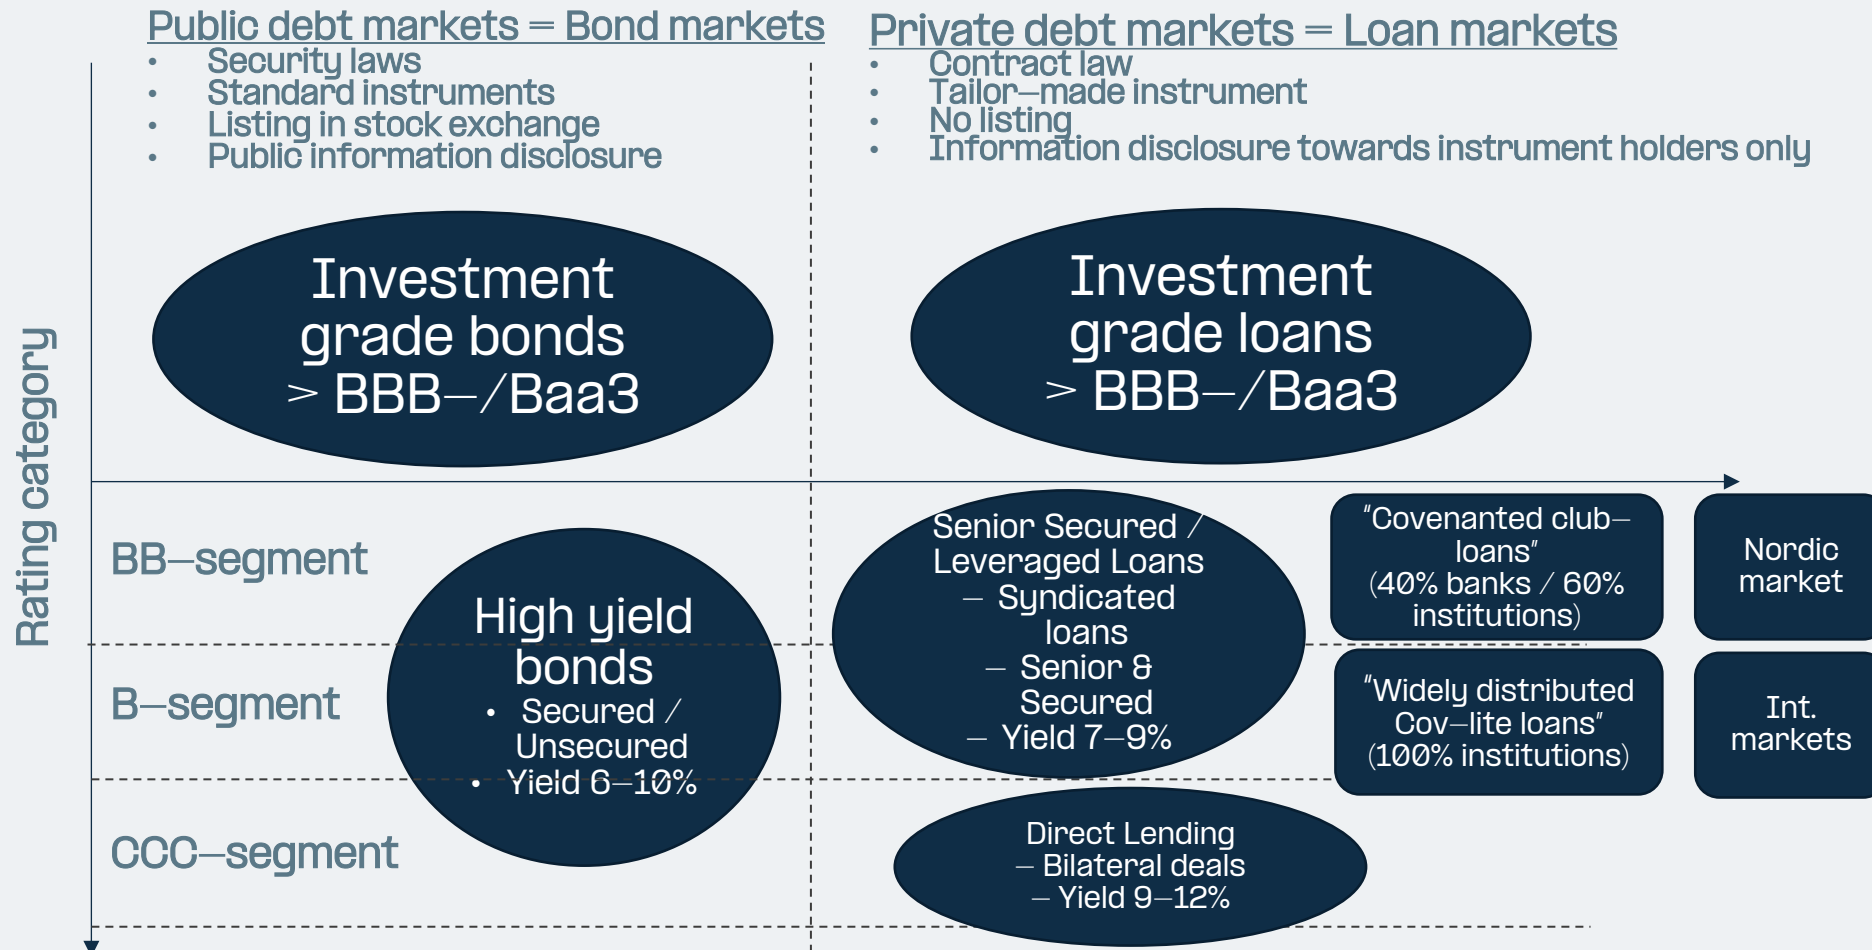 Public debt markets = Bond markets
• Security laws
• Standard instruments
• Listing in stock exchange
• Public information disclosure
Private debt markets = Loan markets
• Contract law
• Tailor–made instrument
• No listing
• Information disclosure towards instrument holders only
Rating category
Investment
grade bonds
> BBB–/Baa3
Investment
grade loans
> BBB–/Baa3
BB–segment
B–segment
CCC–segment
High yield
bonds
• Secured /
Unsecured
• Yield 6–10%
Senior Secured /
Leveraged Loans
– Syndicated
loans
– Senior &
Secured
– Yield 7–9%
"Covenanted club–
loans"
(40% banks / 60%
institutions)
Nordic
market
"Widely distributed
Cov–lite loans"
(100% institutions)
Int.
markets
Direct Lending
– Bilateral deals
– Yield 9–12%